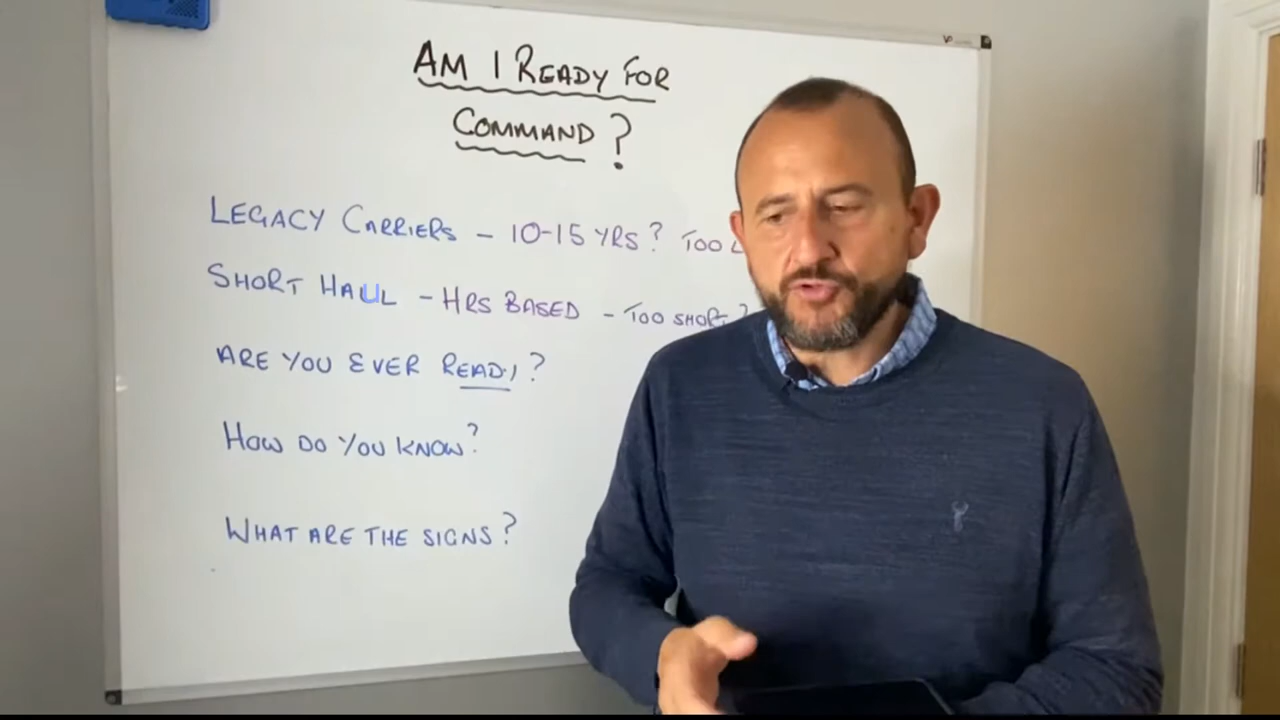 AM I READY FOR
COMMAND?
LEGACY CARRIERS - 10-15 YRS? TOO
SHORT HAUL - HRS BASED - TOO SHORT?
ARE YOU EVER READY?
HOW DO YOU KNOW?
WHAT ARE THE SIGNS?